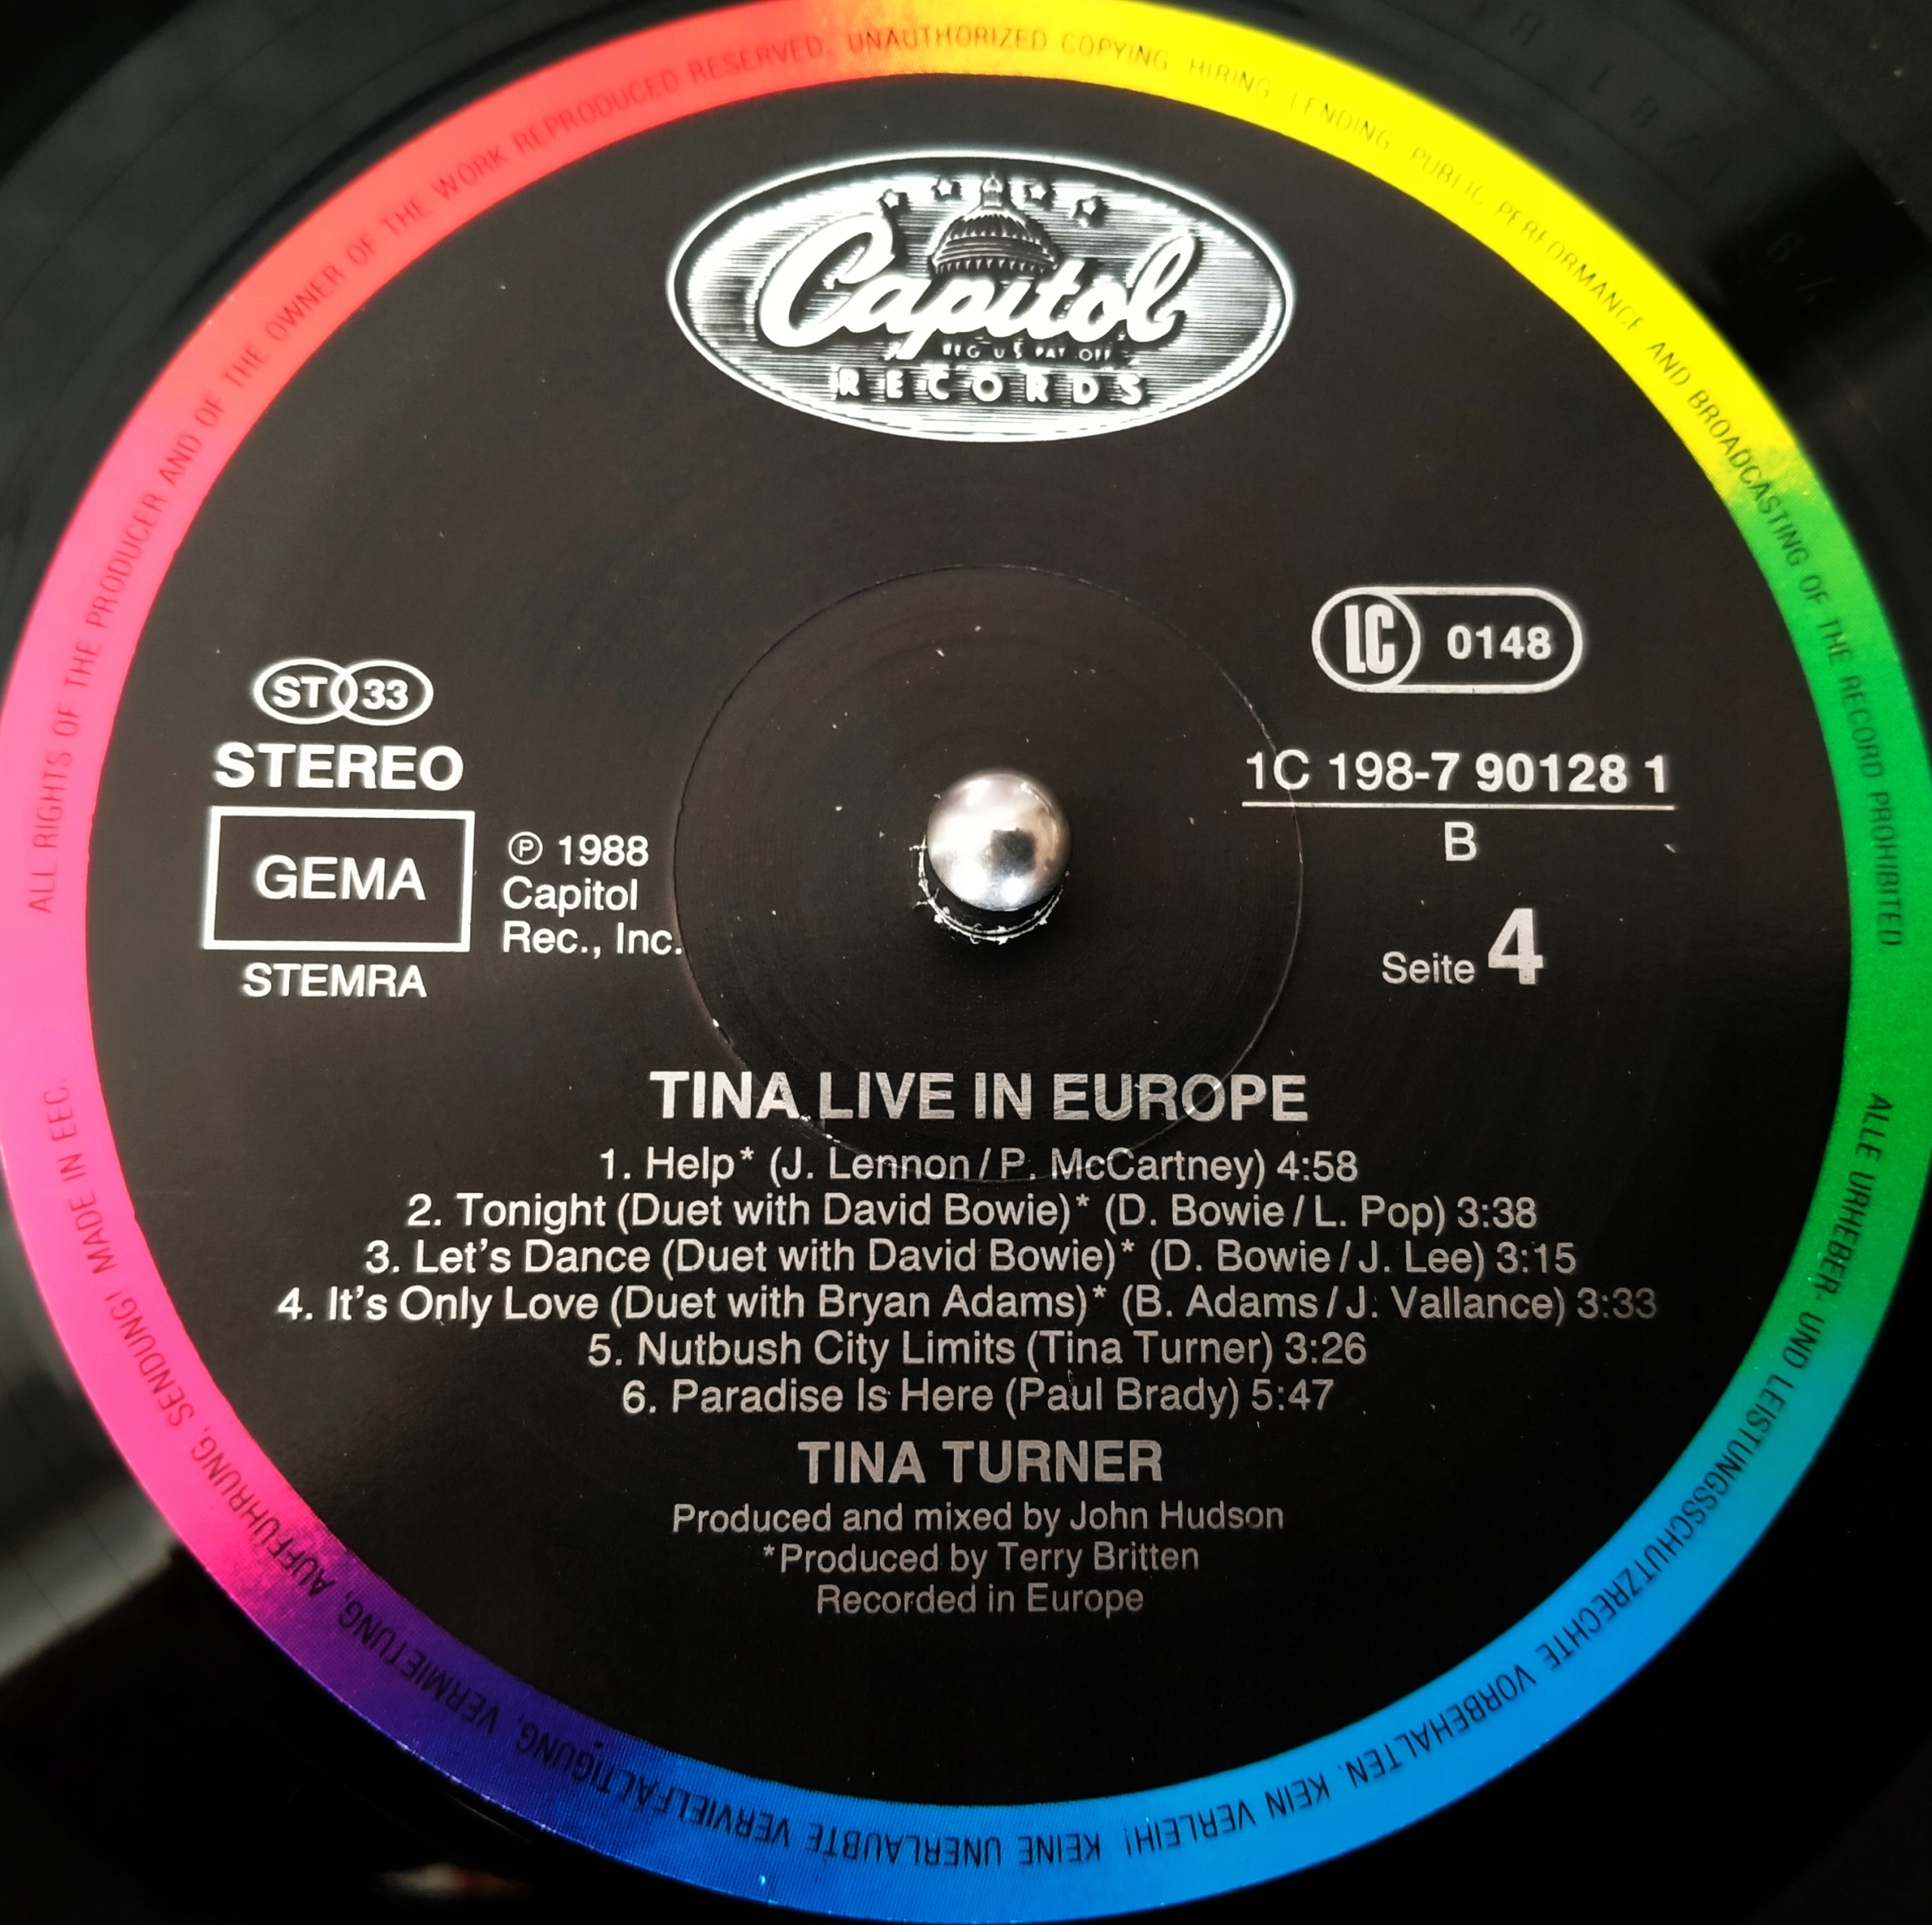 ALL RIGHTS OF THE PRODUCER AND OF THE OWNER OF THE WORK REPRODUCED RESERVED. UNAUTHORIZED COPYING, HIRING, LENDING, PUBLIC PERFORMANCE AND BROADCASTING OF THE RECORD PROHIBITED.
Capitol
REG U S PAT OFF
RECORDS
LC 0148
ST 33
STEREO
GEMA
STEMRA
℗ 1988
Capitol
Rec., Inc.
1C 198-7 90128 1
B
Seite 4
TINA LIVE IN EUROPE
1. Help* (J. Lennon/P. McCartney) 4:58
2. Tonight (Duet with David Bowie)* (D. Bowie/L. Pop) 3:38
3. Let's Dance (Duet with David Bowie)* (D. Bowie/J. Lee) 3:15
4. It's Only Love (Duet with Bryan Adams)* (B. Adams/J. Vallance) 3:33
5. Nutbush City Limits (Tina Turner) 3:26
6. Paradise Is Here (Paul Brady) 5:47
TINA TURNER
Produced and mixed by John Hudson
*Produced by Terry Britten
Recorded in Europe
ALLE URHEBER- UND LEISTUNGSSCHUTZRECHTE VORBEHALTEN. KEIN VERLEIH! KEINE UNERLAUBTE VERVIELFÄLTIGUNG, VERMIETUNG, AUFFÜHRUNG, SENDUNG! MADE IN EEC.